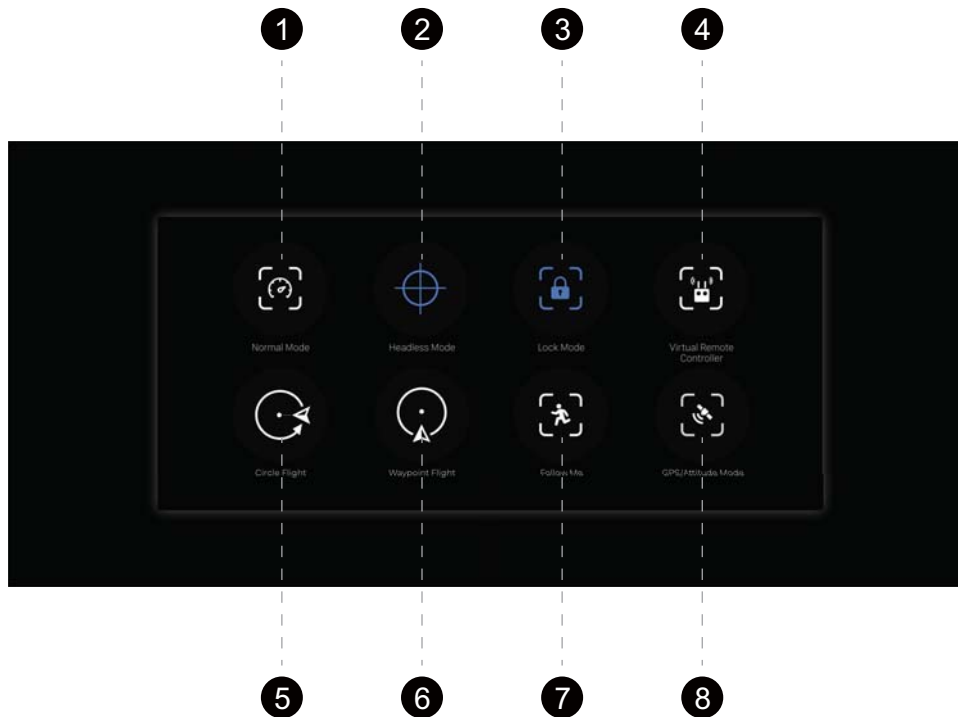 1 2 3 4
Normal Mode Headless Mode Lock Mode Virtual Remote
Controller
Circle Flight Waypoint Flight Follow Me GPS/Attitude Mode
5 6 7 8